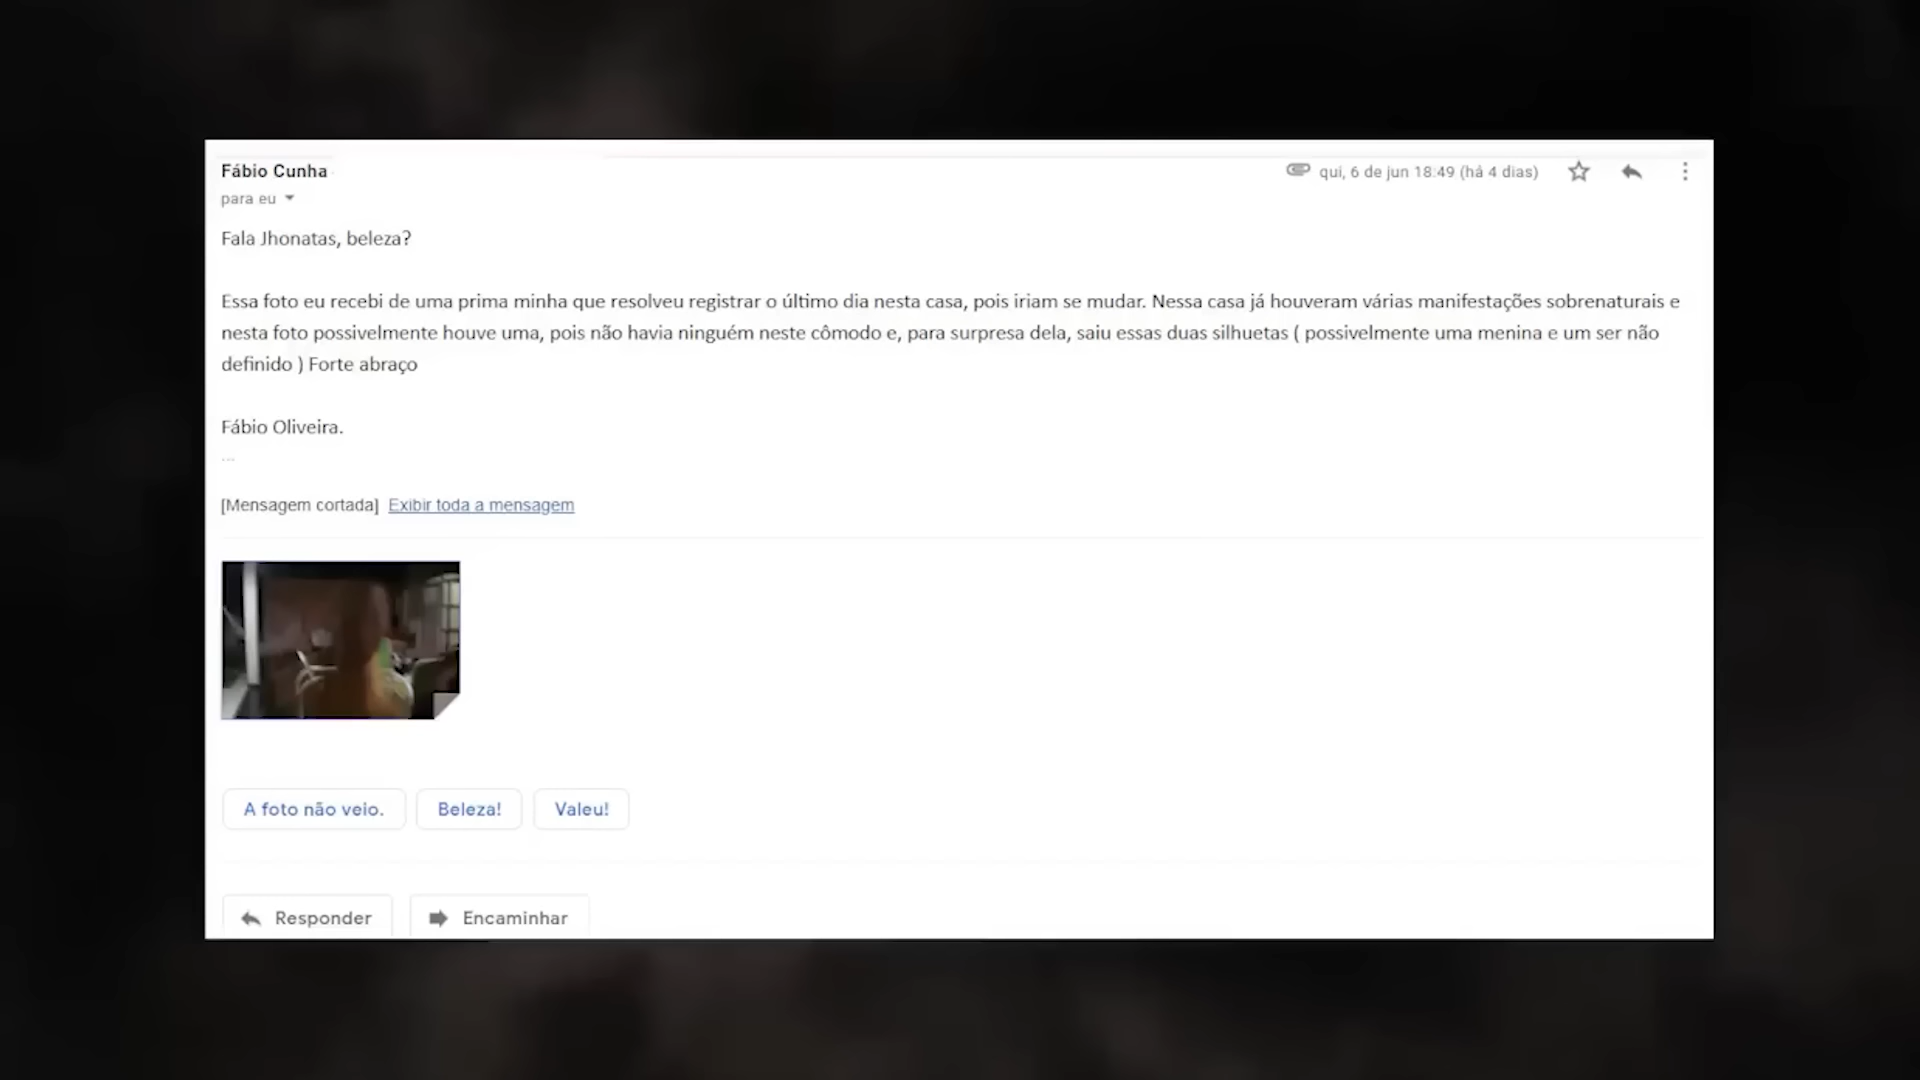 Fábio Cunha
qui, 6 de jun 18:49 (há 4 dias)
para eu
Fala Jhonatas, beleza?
Essa foto eu recebi de uma prima minha que resolveu registrar o último dia nesta casa, pois iriam se mudar. Nessa casa já houveram várias manifestações sobrenaturais e
nesta foto possivelmente houve uma, pois não havia ninguém neste cômodo e, para surpresa dela, saiu essas duas silhuetas ( possivelmente uma menina e um ser não
definido ) Forte abraço
Fábio Oliveira.
...
[Mensagem cortada] Exibir toda a mensagem
A foto não veio.
Beleza!
Valeu!
Responder
Encaminhar